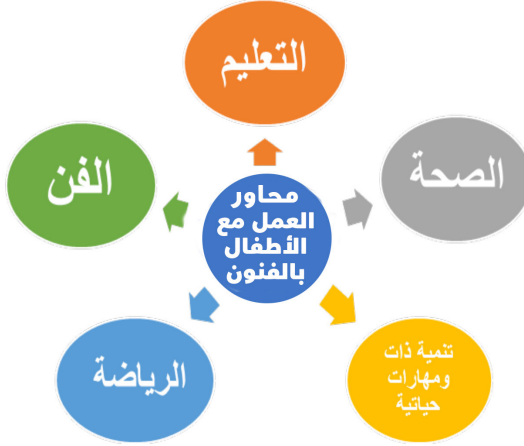 التعليم
الصحة
الفن
محاور
العمل مع
الأطفال
بالفنون
الرياضة
تنمية ذات
ومهارات
حياتية